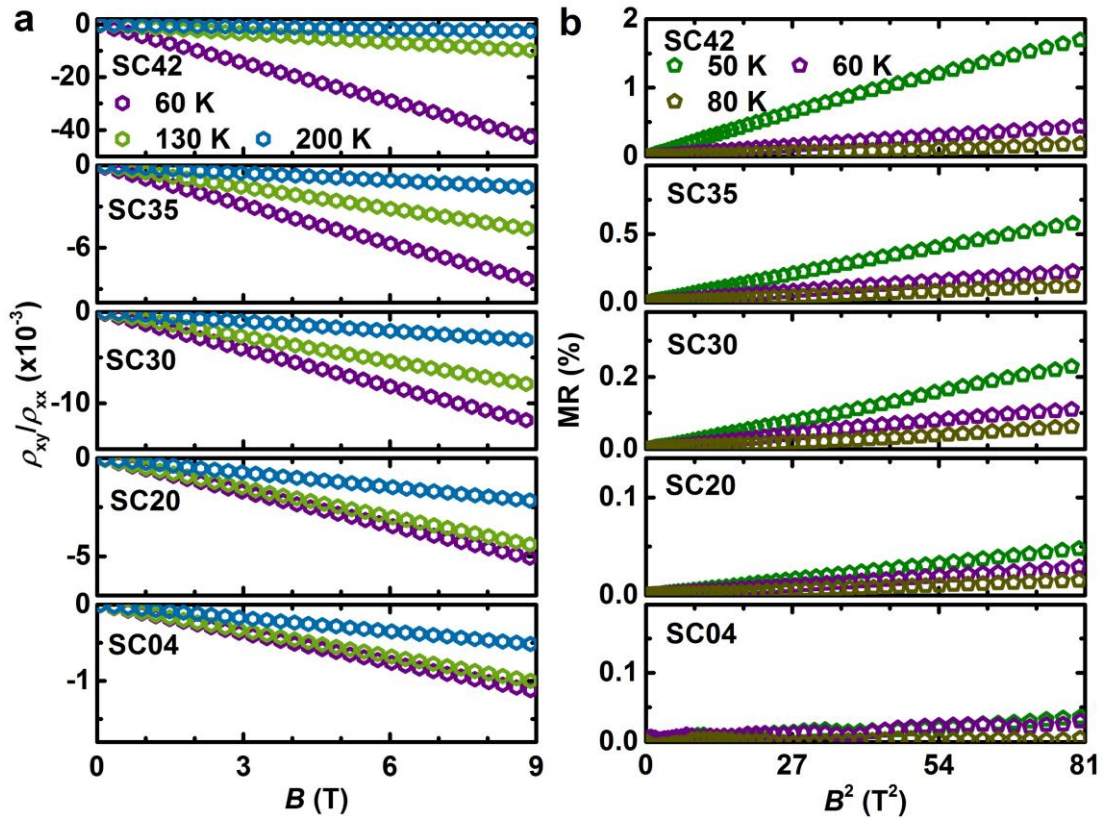 a
0
-20
-40
SC42
60 K
130 K 200 K
0
-6
SC35
0
-10
SC30
0
-5
SC20
0
-1
SC04
0 3 6 9
B (T)
ρxy/ρxx (x10-3)
b
2
1
0
SC42
50 K 60 K
80 K
0.5
0.0
SC35
0.2
0.0
SC30
0.1
0.0
SC20
0.1
0.0
SC04
0 27 54 81
B2 (T2)
MR (%)